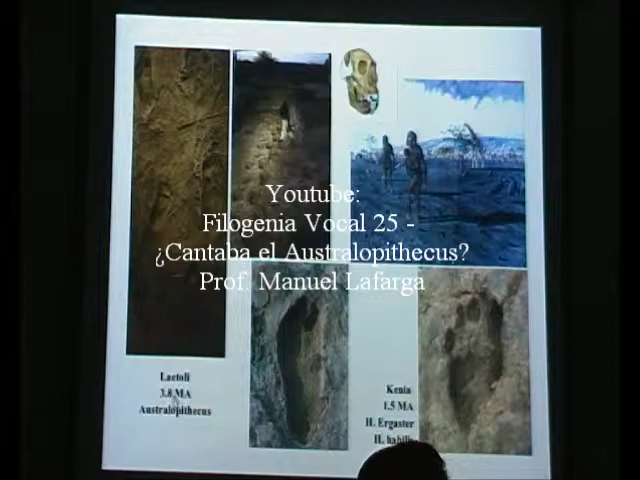 Youtube:
Filogenia Vocal 25 -
¿Cantaba el Australopithecus?
Prof. Manuel Lafarga
Laetoli
3.8 MA
Australopithecus
Kenia
1.5 MA
H. Ergaster
H. habilis